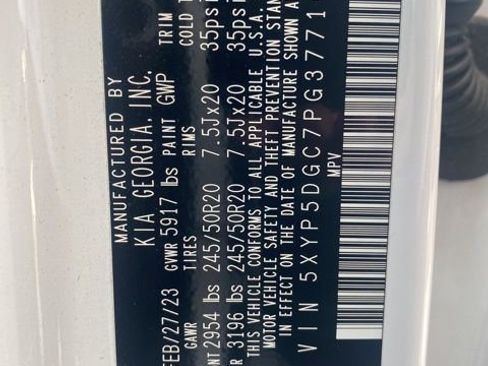 MANUFACTURED BY
KIA GEORGIA, INC.
FEB/27/23 GVWR 5917 lbs PAINT GWP TRIM
GAWR TIRES RIMS COLD
NT 2954 lbs 245/50R20 7.5Jx20 35psi
R 3196 lbs 245/50R20 7.5Jx20 35psi
THIS VEHICLE CONFORMS TO ALL APPLICABLE U.S.A.
MOTOR VEHICLE SAFETY AND THEFT PREVENTION STAN
IN EFFECT ON THE DATE OF MANUFACTURE SHOWN A
VIN 5XYP5DGC7PG3771
MPV